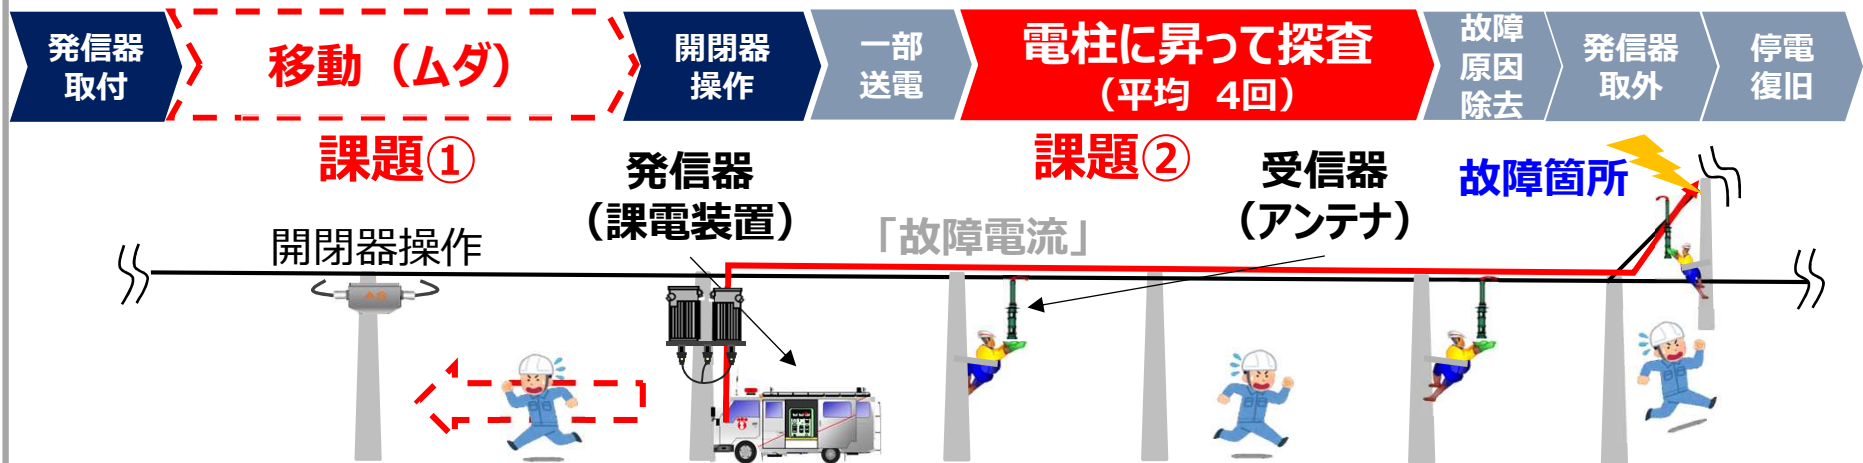 発信器
取付
移動（ムダ）
開閉器
操作
一部
送電
電柱に昇って探査
（平均　4回）
故障
原因
除去
発信器
取外
停電
復旧
課題①
発信器
（課電装置）
課題②
受信器
（アンテナ）
故障箇所
開閉器操作
「故障電流」
AS